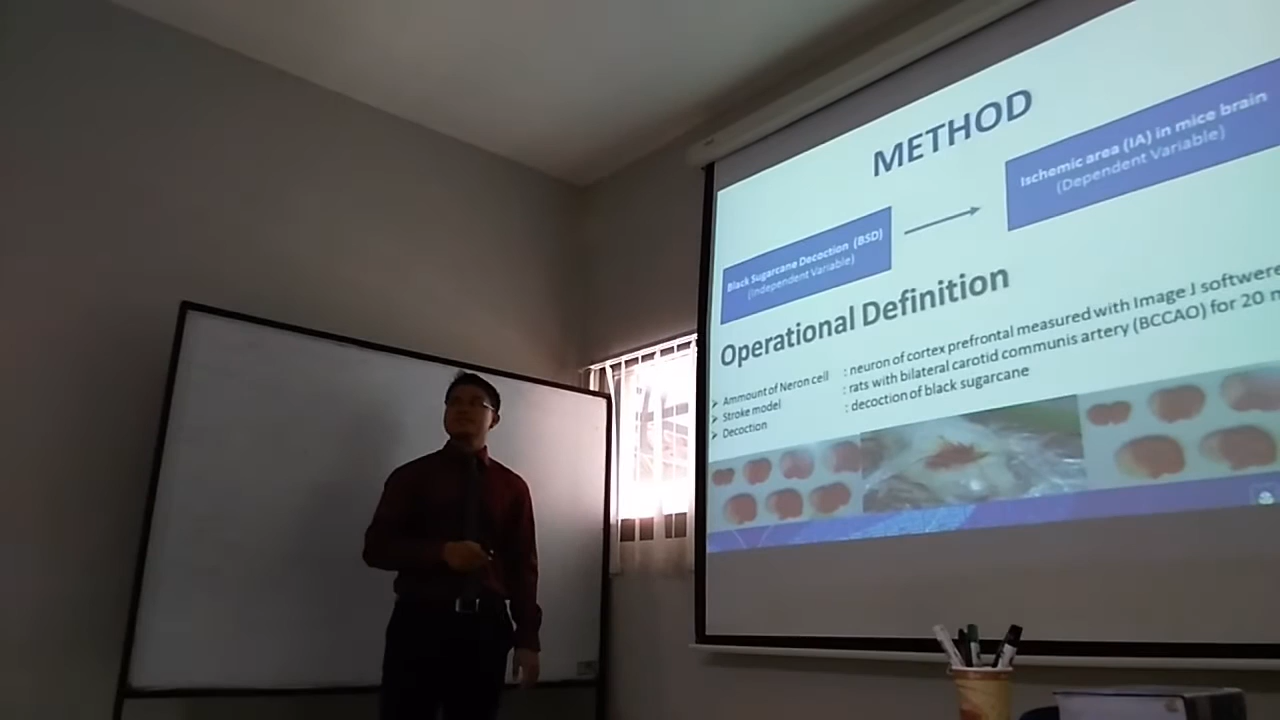 METHOD
Ischemic area (IA) in mice brain
(Dependent Variable)
Black Sugarcane Decoction (BSD)
(Independent Variable)
Operational Definition
➢ Ammount of Neron cell : neuron of cortex prefrontal measured with Image J softwere
➢ Stroke model : rats with bilateral carotid communis artery (BCCAO) for 20
➢ Decoction : decoction of black sugarcane